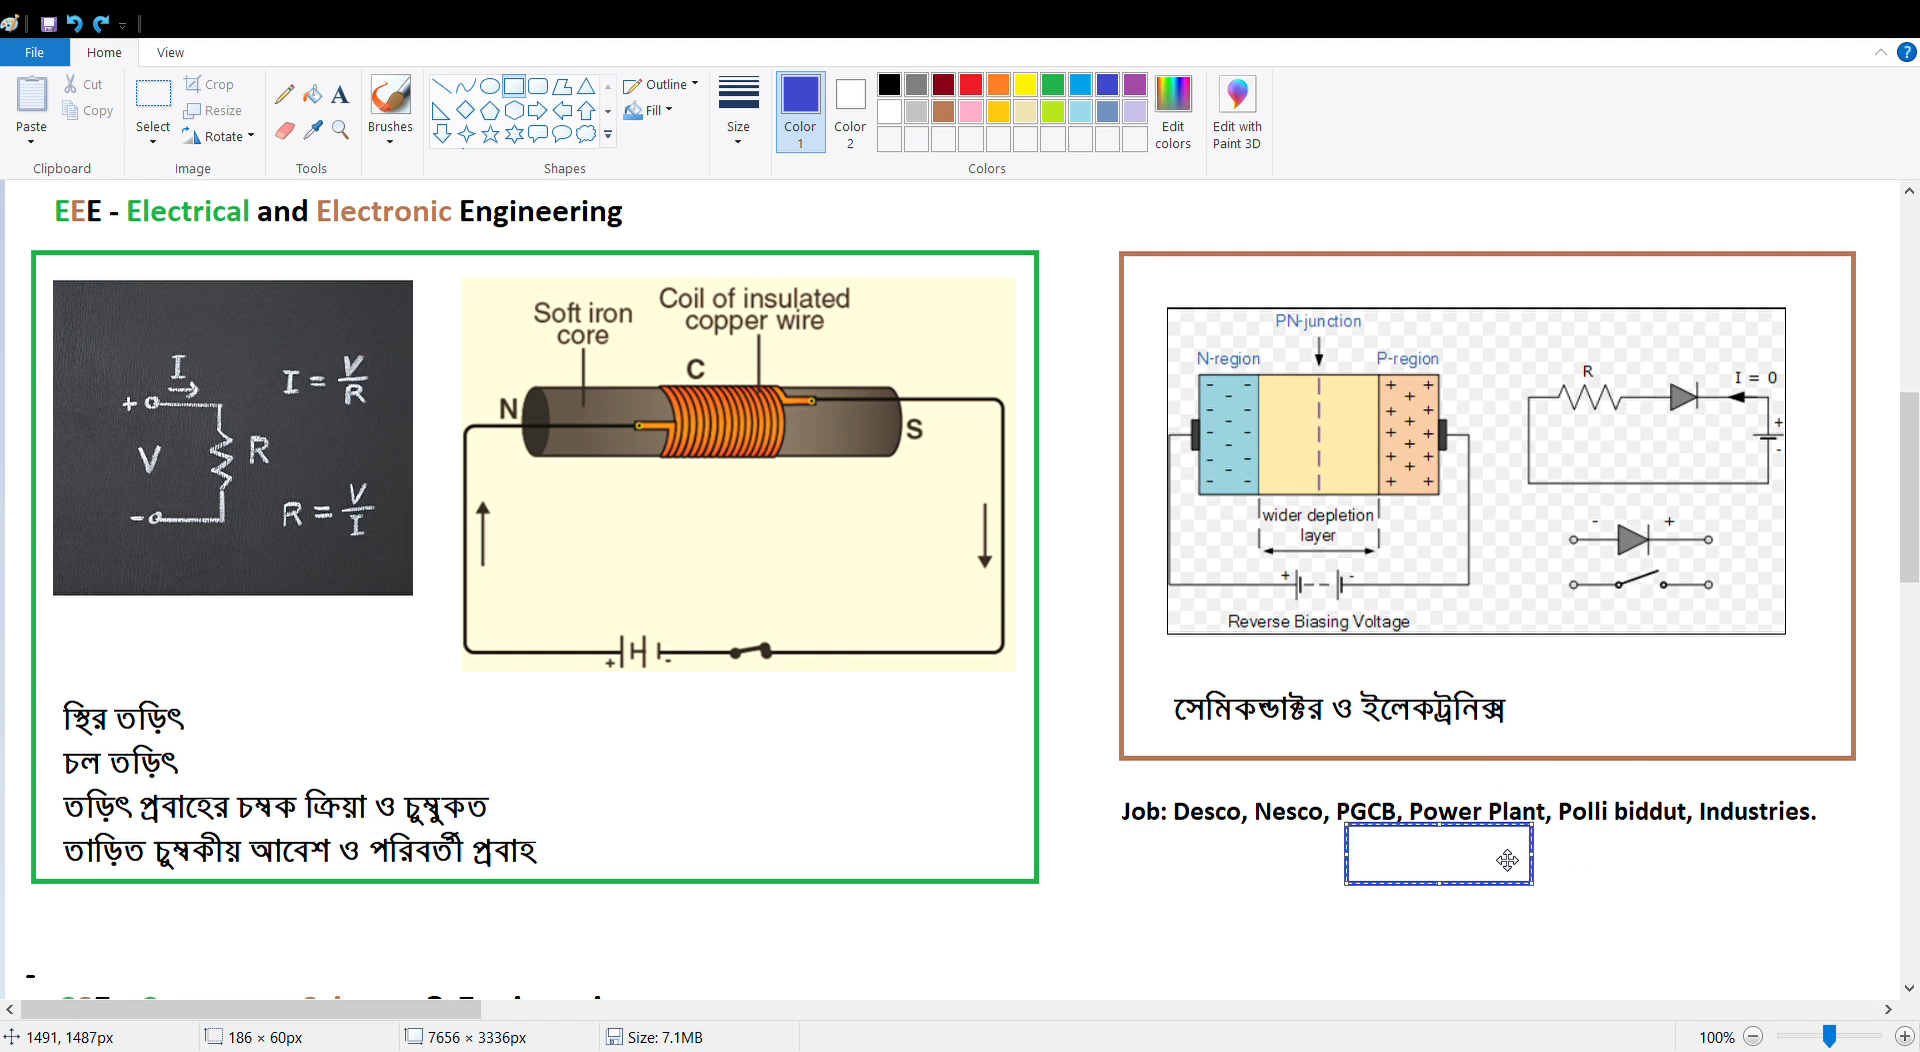 File
Home
View
Paste
Cut
Copy
Clipboard
Select
Crop
Resize
Rotate
Image
A
Tools
Brushes
Shapes
Outline
Fill
Size
Color
1
Color
2
Colors
Edit
colors
Edit with
Paint 3D
?
EEE - Electrical and Electronic Engineering
I
+
V
R
-
I = V/R
R = V/I
Soft iron
core
Coil of insulated
copper wire
C
N
S
+
-
স্থির তড়িৎ
চল তড়িৎ
তড়িৎ প্রবাহের চম্বক ক্রিয়া ও চুম্বুকত
তাড়িত চুম্বকীয় আবেশ ও পরিবর্তী প্রবাহ
PN-junction
N-region
P-region
wider depletion
layer
+ -
Reverse Biasing Voltage
R
I = 0
+
-
- +
সেমিকন্ডাক্টর ও ইলেকট্রনিক্স
Job: Desco, Nesco, PGCB, Power Plant, Polli biddut, Industries.
-
1491, 1487px
186 × 60px
7656 × 3336px
Size: 7.1MB
100%